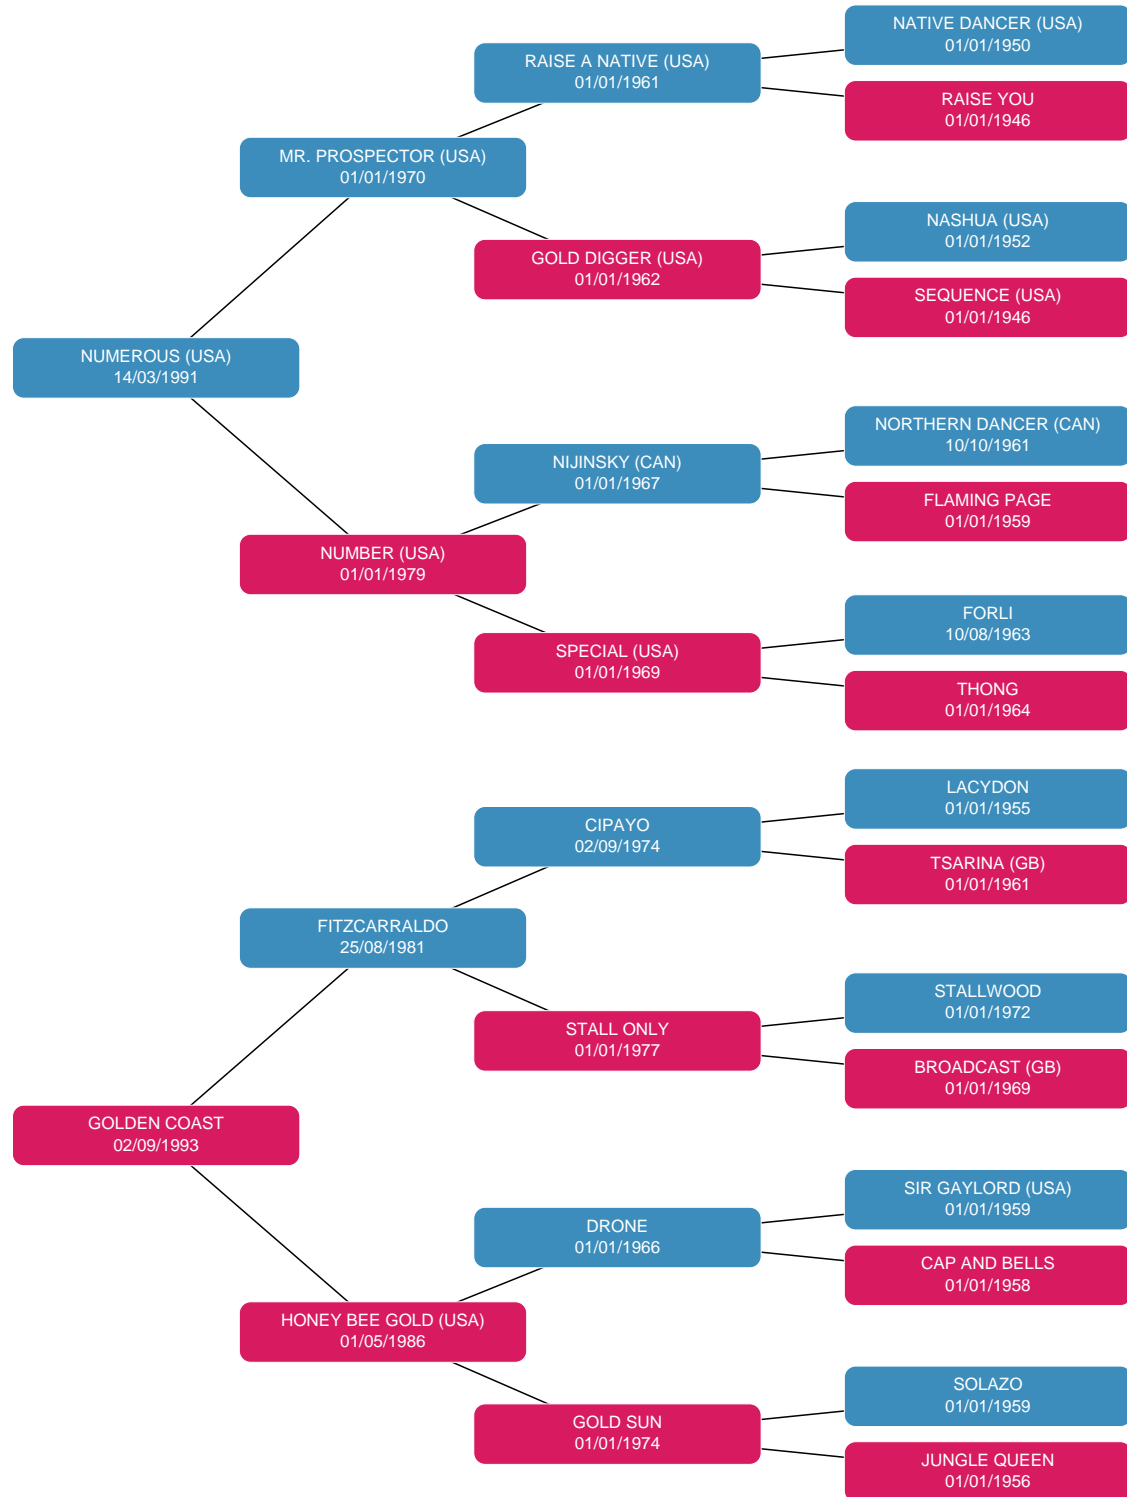 NATIVE DANCER (USA)
01/01/1950
RAISE A NATIVE (USA)
01/01/1961
RAISE YOU
01/01/1946
MR. PROSPECTOR (USA)
01/01/1970
NASHUA (USA)
01/01/1952
GOLD DIGGER (USA)
01/01/1962
SEQUENCE (USA)
01/01/1946
NUMEROUS (USA)
14/03/1991
NORTHERN DANCER (CAN)
10/10/1961
NIJINSKY (CAN)
01/01/1967
FLAMING PAGE
01/01/1959
NUMBER (USA)
01/01/1979
FORLI
10/08/1963
SPECIAL (USA)
01/01/1969
THONG
01/01/1964
LACYDON
01/01/1955
CIPAYO
02/09/1974
TSARINA (GB)
01/01/1961
FITZCARRALDO
25/08/1981
STALLWOOD
01/01/1972
STALL ONLY
01/01/1977
BROADCAST (GB)
01/01/1969
GOLDEN COAST
02/09/1993
SIR GAYLORD (USA)
01/01/1959
DRONE
01/01/1966
CAP AND BELLS
01/01/1958
HONEY BEE GOLD (USA)
01/05/1986
SOLAZO
01/01/1959
GOLD SUN
01/01/1974
JUNGLE QUEEN
01/01/1956